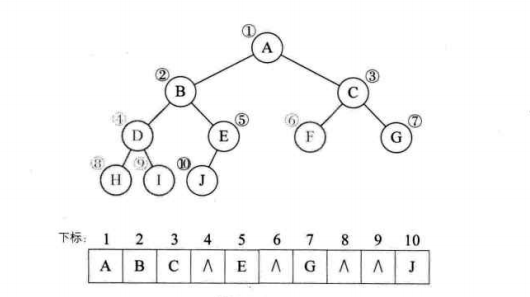 ① A
② B ③ C
④ D ⑤ E ⑥ F ⑦ G
⑧ H ⑨ I ⑩ J
下标: 1 2 3 4 5 6 7 8 9 10
A B C ∧ E ∧ G ∧ ∧ J